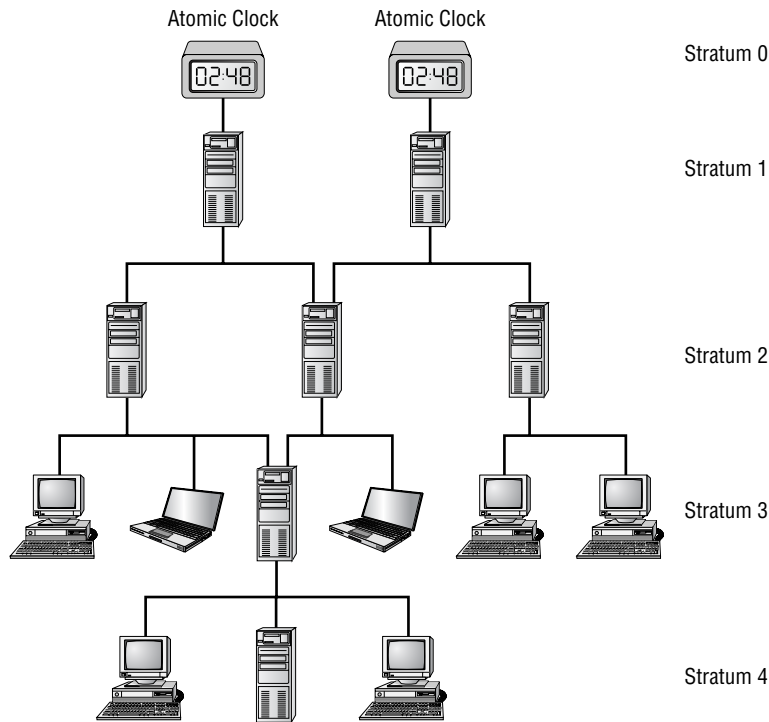 Atomic Clock
Atomic Clock
Stratum 0
02:48
02:48
Stratum 1
Stratum 2
Stratum 3
Stratum 4